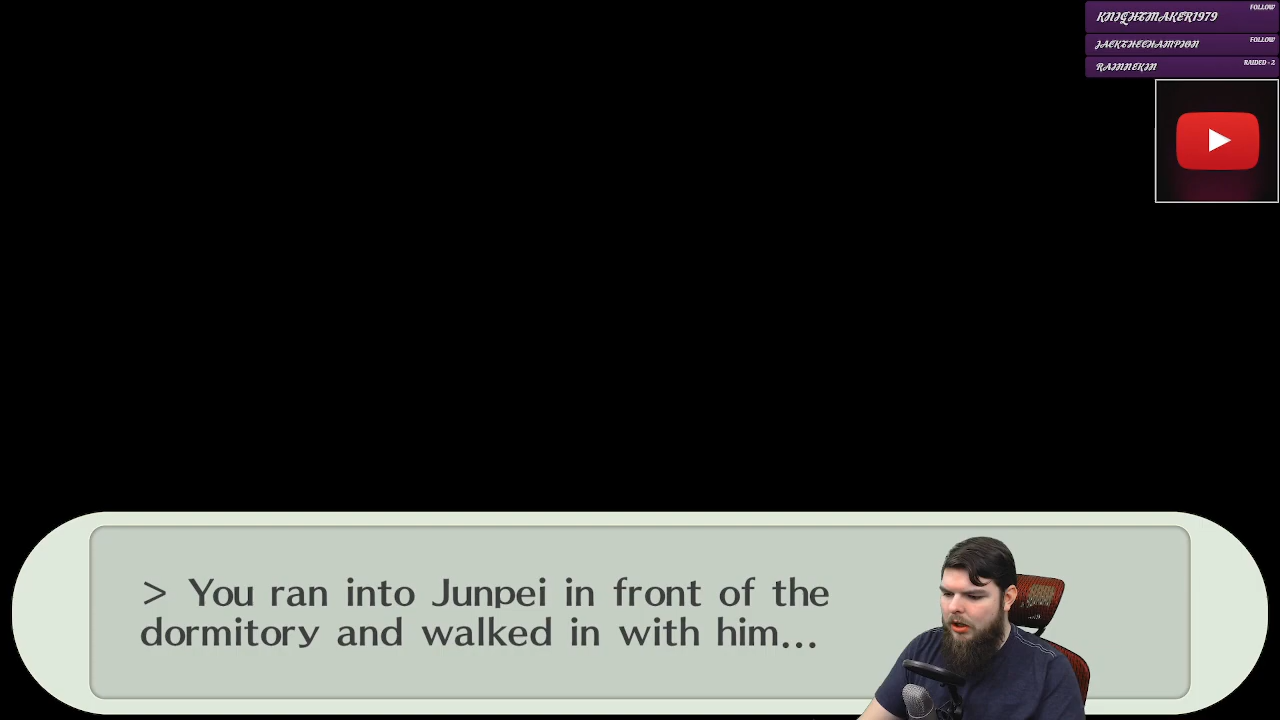 KNIGHTMAKER1979 FOLLOW
JACKTHECHAMPION FOLLOW
RAINNEKIN RAIDED - 2
> You ran into Junpei in front of the
dormitory and walked in with him...